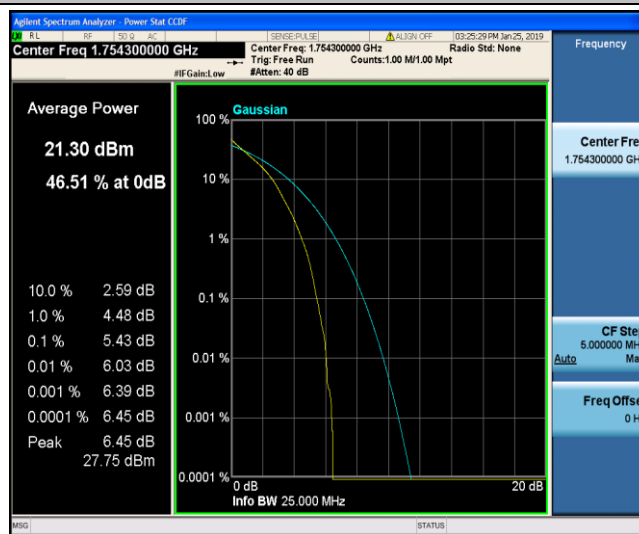 Agilent Spectrum Analyzer - Power Stat CCDF
RL RF 50 Ω AC SENSE:PULSE ALIGN OFF 03:25:29 PM Jan 25, 2019
Center Freq 1.754300000 GHz
Center Freq: 1.754300000 GHz Radio Std: None
Trig: Free Run Counts:1.00 M/1.00 Mpt
#IFGain:Low #Atten: 40 dB
Frequency
Average Power
21.30 dBm
46.51 % at 0dB
10.0 % 2.59 dB
1.0 % 4.48 dB
0.1 % 5.43 dB
0.01 % 6.03 dB
0.001 % 6.39 dB
0.0001 % 6.45 dB
Peak 6.45 dB
27.75 dBm
Gaussian
100 %
10 %
1 %
0.1 %
0.01 %
0.001 %
0.0001 %
0 dB 20 dB
Info BW 25.000 MHz
Center Fre
1.754300000 GH
CF Ste
5.000000 MH
Auto Ma
Freq Offse
0 H
MSG STATUS